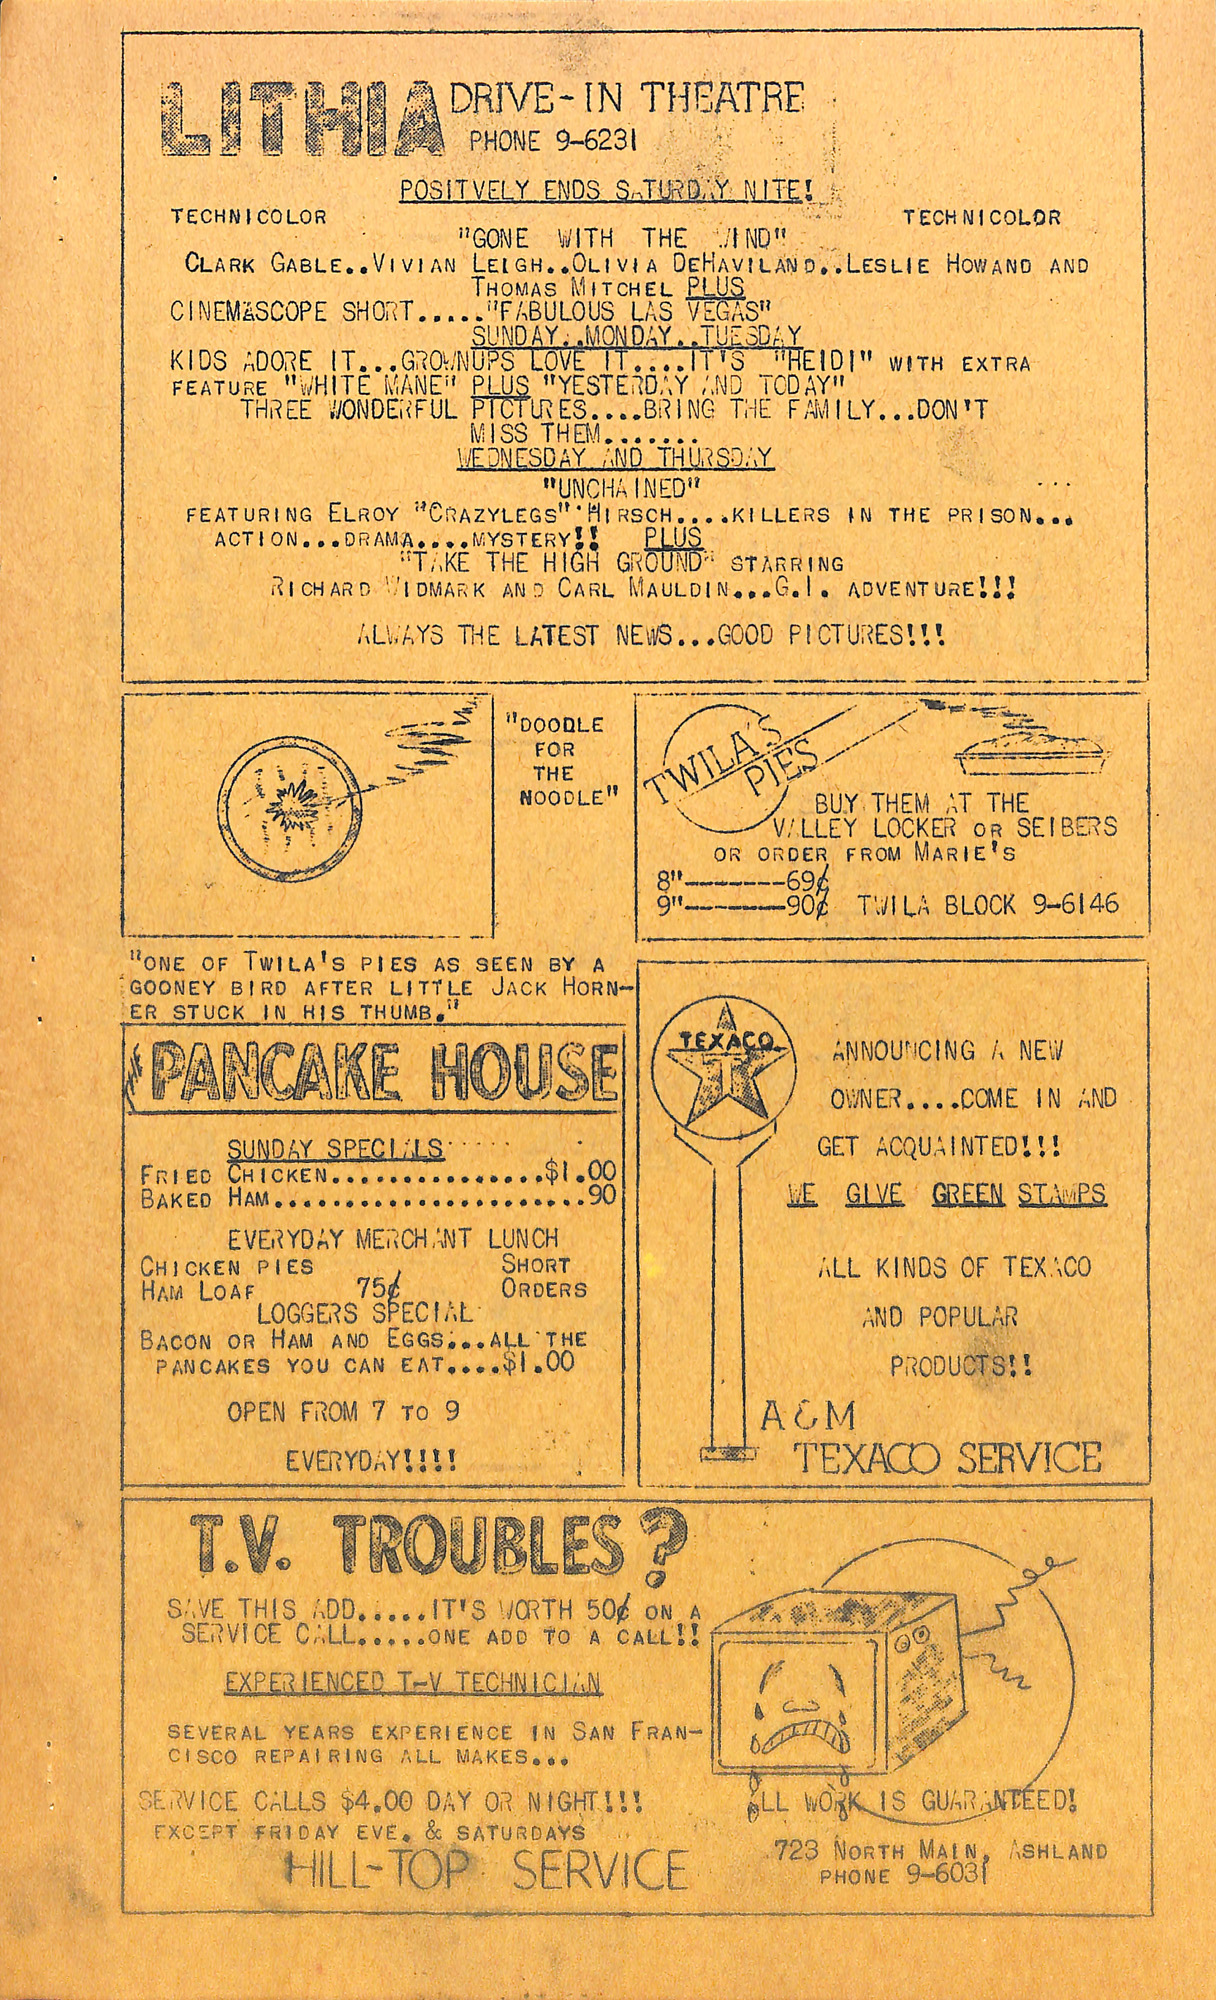 LITHIA DRIVE-IN THEATRE
PHONE 9-6231
POSITVELY ENDS SATURDAY NITE!
TECHNICOLOR TECHNICOLOR
"GONE WITH THE WIND"
CLARK GABLE..VIVIAN LEIGH..OLIVIA DEHAVILAND..LESLIE HOWAND AND
THOMAS MITCHEL PLUS
CINEMASCOPE SHORT....."FABULOUS LAS VEGAS"
SUNDAY..MONDAY..TUESDAY
KIDS ADORE IT...GROWNUPS LOVE IT....IT'S "HEIDI" WITH EXTRA
FEATURE "WHITE MANE" PLUS "YESTERDAY AND TODAY"
THREE WONDERFUL PICTURES....BRING THE FAMILY...DON'T
MISS THEM.......
WEDNESDAY AND THURSDAY
"UNCHAINED"
FEATURING ELROY "CRAZYLEGS" HIRSCH....KILLERS IN THE PRISON...
ACTION...DRAMA....MYSTERY!! PLUS
"TAKE THE HIGH GROUND" STARRING
RICHARD WIDMARK AND CARL MAULDIN...G.I. ADVENTURE!!!
ALWAYS THE LATEST NEWS...GOOD PICTURES!!!
"DOODLE
FOR
THE
NOODLE"
"ONE OF TWILA'S PIES AS SEEN BY A
GOONEY BIRD AFTER LITTLE JACK HORN-
ER STUCK IN HIS THUMB."
TWILA'S
PIES
BUY THEM AT THE
VALLEY LOCKER OR SEIBERS
OR ORDER FROM MARIE'S
8"--------69¢
9"--------90¢ TWILA BLOCK 9-6146
THE PANCAKE HOUSE
SUNDAY SPECIALS
FRIED CHICKEN...............$1.00
BAKED HAM......................90
EVERYDAY MERCHANT LUNCH
CHICKEN PIES SHORT
HAM LOAF 75¢ ORDERS
LOGGERS SPECIAL
BACON OR HAM AND EGGS....ALL THE
PANCAKES YOU CAN EAT....$1.00
OPEN FROM 7 TO 9
EVERYDAY!!!!
TEXACO
T
ANNOUNCING A NEW
OWNER....COME IN AND
GET ACQUAINTED!!!
WE GIVE GREEN STAMPS
ALL KINDS OF TEXACO
AND POPULAR
PRODUCTS!!
A&M
TEXACO SERVICE
T.V. TROUBLES?
SAVE THIS ADD.....IT'S WORTH 50¢ ON A
SERVICE CALL.....ONE ADD TO A CALL!!
EXPERIENCED T-V TECHNICIAN
SEVERAL YEARS EXPERIENCE IN SAN FRAN-
CISCO REPAIRING ALL MAKES...
SERVICE CALLS $4.00 DAY OR NIGHT!!!
EXCEPT FRIDAY EVE. & SATURDAYS
HILL-TOP SERVICE
ALL WORK IS GUARANTEED!
723 NORTH MAIN, ASHLAND
PHONE 9-6031